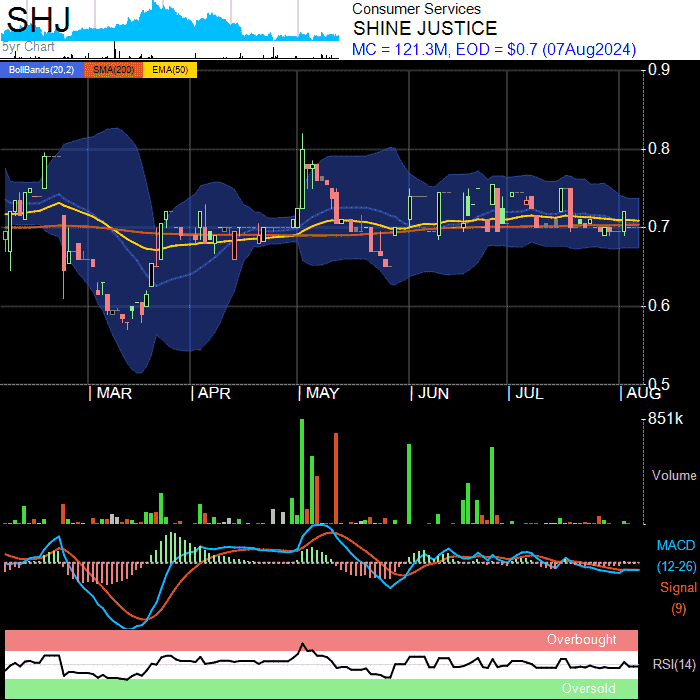 SHJ
Consumer Services
SHINE JUSTICE
5yr Chart
MC = 121.3M, EOD = $0.7 (07Aug2024)
BollBands(20,2) SMA(200) EMA(50)
0.9
0.8
0.7
0.6
0.5
| MAR | APR | MAY | JUN | JUL | AUG
851k
Volume
MACD
(12-26)
Signal
(9)
Overbought
RSI(14)
Oversold